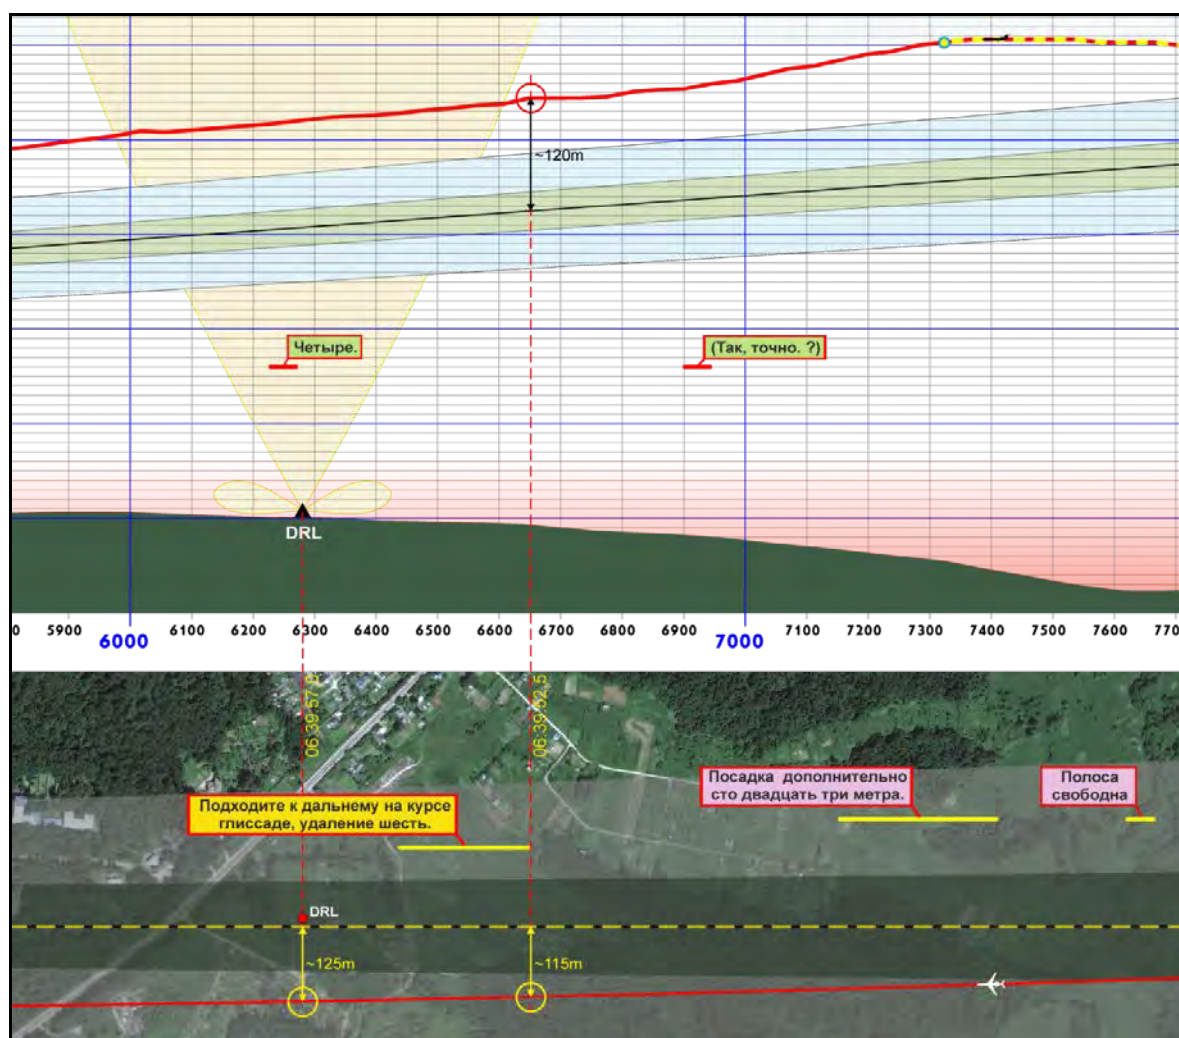 ~120m
Четыре.
(Так, точно. ?)
DRL
0 5900 6000 6100 6200 6300 6400 6500 6600 6700 6800 6900 7000 7100 7200 7300 7400 7500 7600 770
06:39:57,0
06:39:52,5
Посадка дополнительно
сто двадцать три метра.
Полоса
свободна
Подходите к дальнему на курсе
глиссаде, удаление шесть.
DRL
~125m
~115m